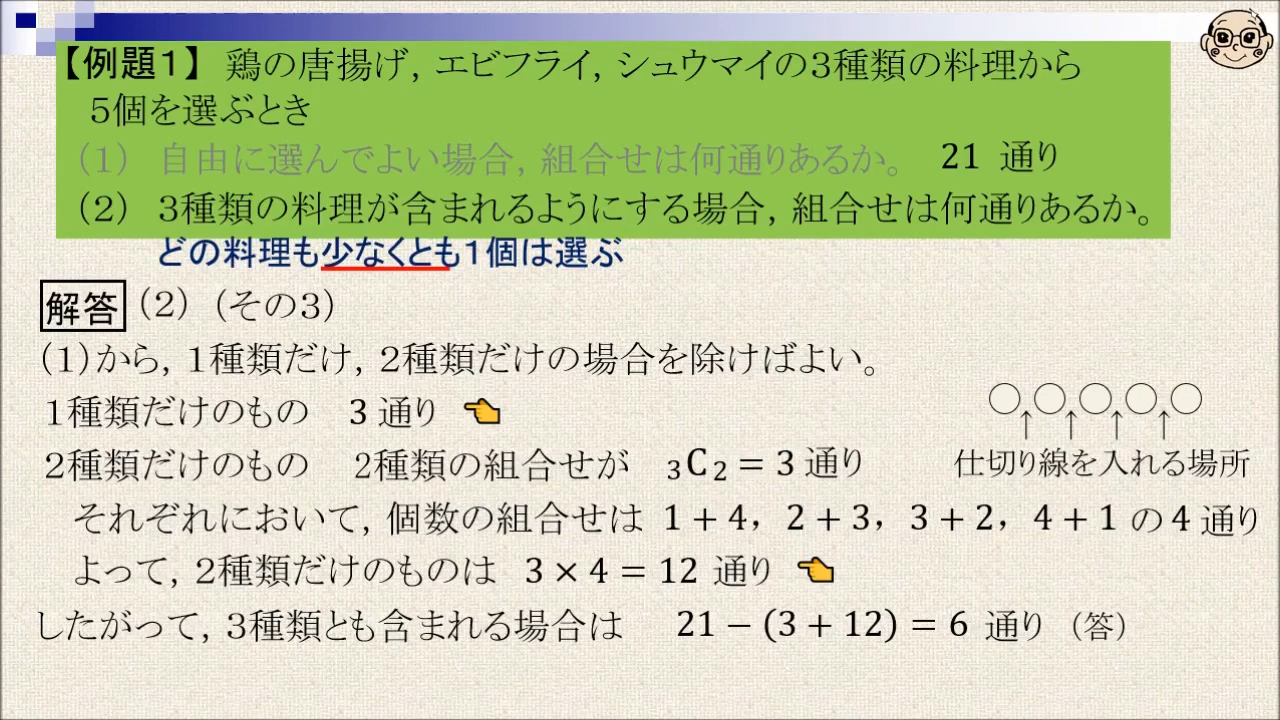 【例題１】 鶏の唐揚げ，エビフライ，シュウマイの３種類の料理から
５個を選ぶとき
（１） 自由に選んでよい場合，組合せは何通りあるか。 21 通り
（２） ３種類の料理が含まれるようにする場合，組合せは何通りあるか。
どの料理も少なくとも１個は選ぶ
解答 （２）（その３）
（１）から，１種類だけ，２種類だけの場合を除けばよい。
１種類だけのもの 3 通り
２種類だけのもの 2種類の組合せが ₃C₂ = 3 通り
仕切り線を入れる場所
それぞれにおいて，個数の組合せは 1 + 4， 2 + 3， 3 + 2， 4 + 1 の 4 通り
よって，２種類だけのものは 3 × 4 = 12 通り
したがって，３種類とも含まれる場合は 21 − (3 + 12) = 6 通り （答）